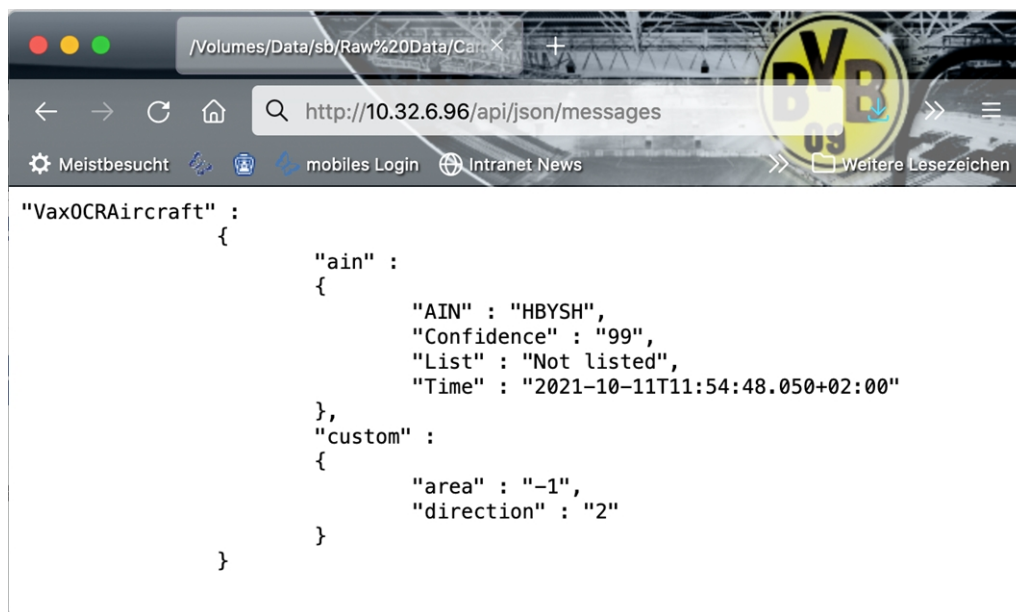 /Volumes/Data/sb/Raw%20Data/Ca
http://10.32.6.96/api/json/messages
BVB
09
Meistbesucht mobiles Login Intranet News Weitere Lesezeichen
"VaxOCRAircraft" :
{
"ain" :
{
"AIN" : "HBYSH",
"Confidence" : "99",
"List" : "Not listed",
"Time" : "2021-10-11T11:54:48.050+02:00"
},
"custom" :
{
"area" : "-1",
"direction" : "2"
}
}